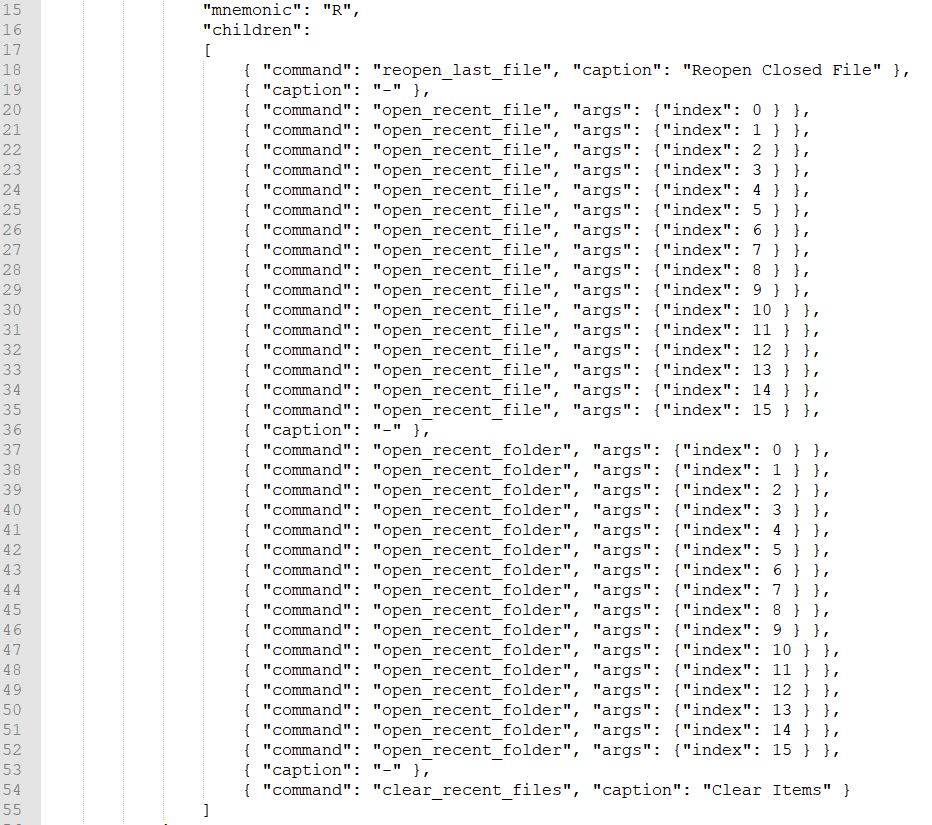 15 "mnemonic": "R",
16 "children":
17 [
18 { "command": "reopen_last_file", "caption": "Reopen Closed File" },
19 { "caption": "-" },
20 { "command": "open_recent_file", "args": {"index": 0 } },
21 { "command": "open_recent_file", "args": {"index": 1 } },
22 { "command": "open_recent_file", "args": {"index": 2 } },
23 { "command": "open_recent_file", "args": {"index": 3 } },
24 { "command": "open_recent_file", "args": {"index": 4 } },
25 { "command": "open_recent_file", "args": {"index": 5 } },
26 { "command": "open_recent_file", "args": {"index": 6 } },
27 { "command": "open_recent_file", "args": {"index": 7 } },
28 { "command": "open_recent_file", "args": {"index": 8 } },
29 { "command": "open_recent_file", "args": {"index": 9 } },
30 { "command": "open_recent_file", "args": {"index": 10 } },
31 { "command": "open_recent_file", "args": {"index": 11 } },
32 { "command": "open_recent_file", "args": {"index": 12 } },
33 { "command": "open_recent_file", "args": {"index": 13 } },
34 { "command": "open_recent_file", "args": {"index": 14 } },
35 { "command": "open_recent_file", "args": {"index": 15 } },
36 { "caption": "-" },
37 { "command": "open_recent_folder", "args": {"index": 0 } },
38 { "command": "open_recent_folder", "args": {"index": 1 } },
39 { "command": "open_recent_folder", "args": {"index": 2 } },
40 { "command": "open_recent_folder", "args": {"index": 3 } },
41 { "command": "open_recent_folder", "args": {"index": 4 } },
42 { "command": "open_recent_folder", "args": {"index": 5 } },
43 { "command": "open_recent_folder", "args": {"index": 6 } },
44 { "command": "open_recent_folder", "args": {"index": 7 } },
45 { "command": "open_recent_folder", "args": {"index": 8 } },
46 { "command": "open_recent_folder", "args": {"index": 9 } },
47 { "command": "open_recent_folder", "args": {"index": 10 } },
48 { "command": "open_recent_folder", "args": {"index": 11 } },
49 { "command": "open_recent_folder", "args": {"index": 12 } },
50 { "command": "open_recent_folder", "args": {"index": 13 } },
51 { "command": "open_recent_folder", "args": {"index": 14 } },
52 { "command": "open_recent_folder", "args": {"index": 15 } },
53 { "caption": "-" },
54 { "command": "clear_recent_files", "caption": "Clear Items" }
55 ]